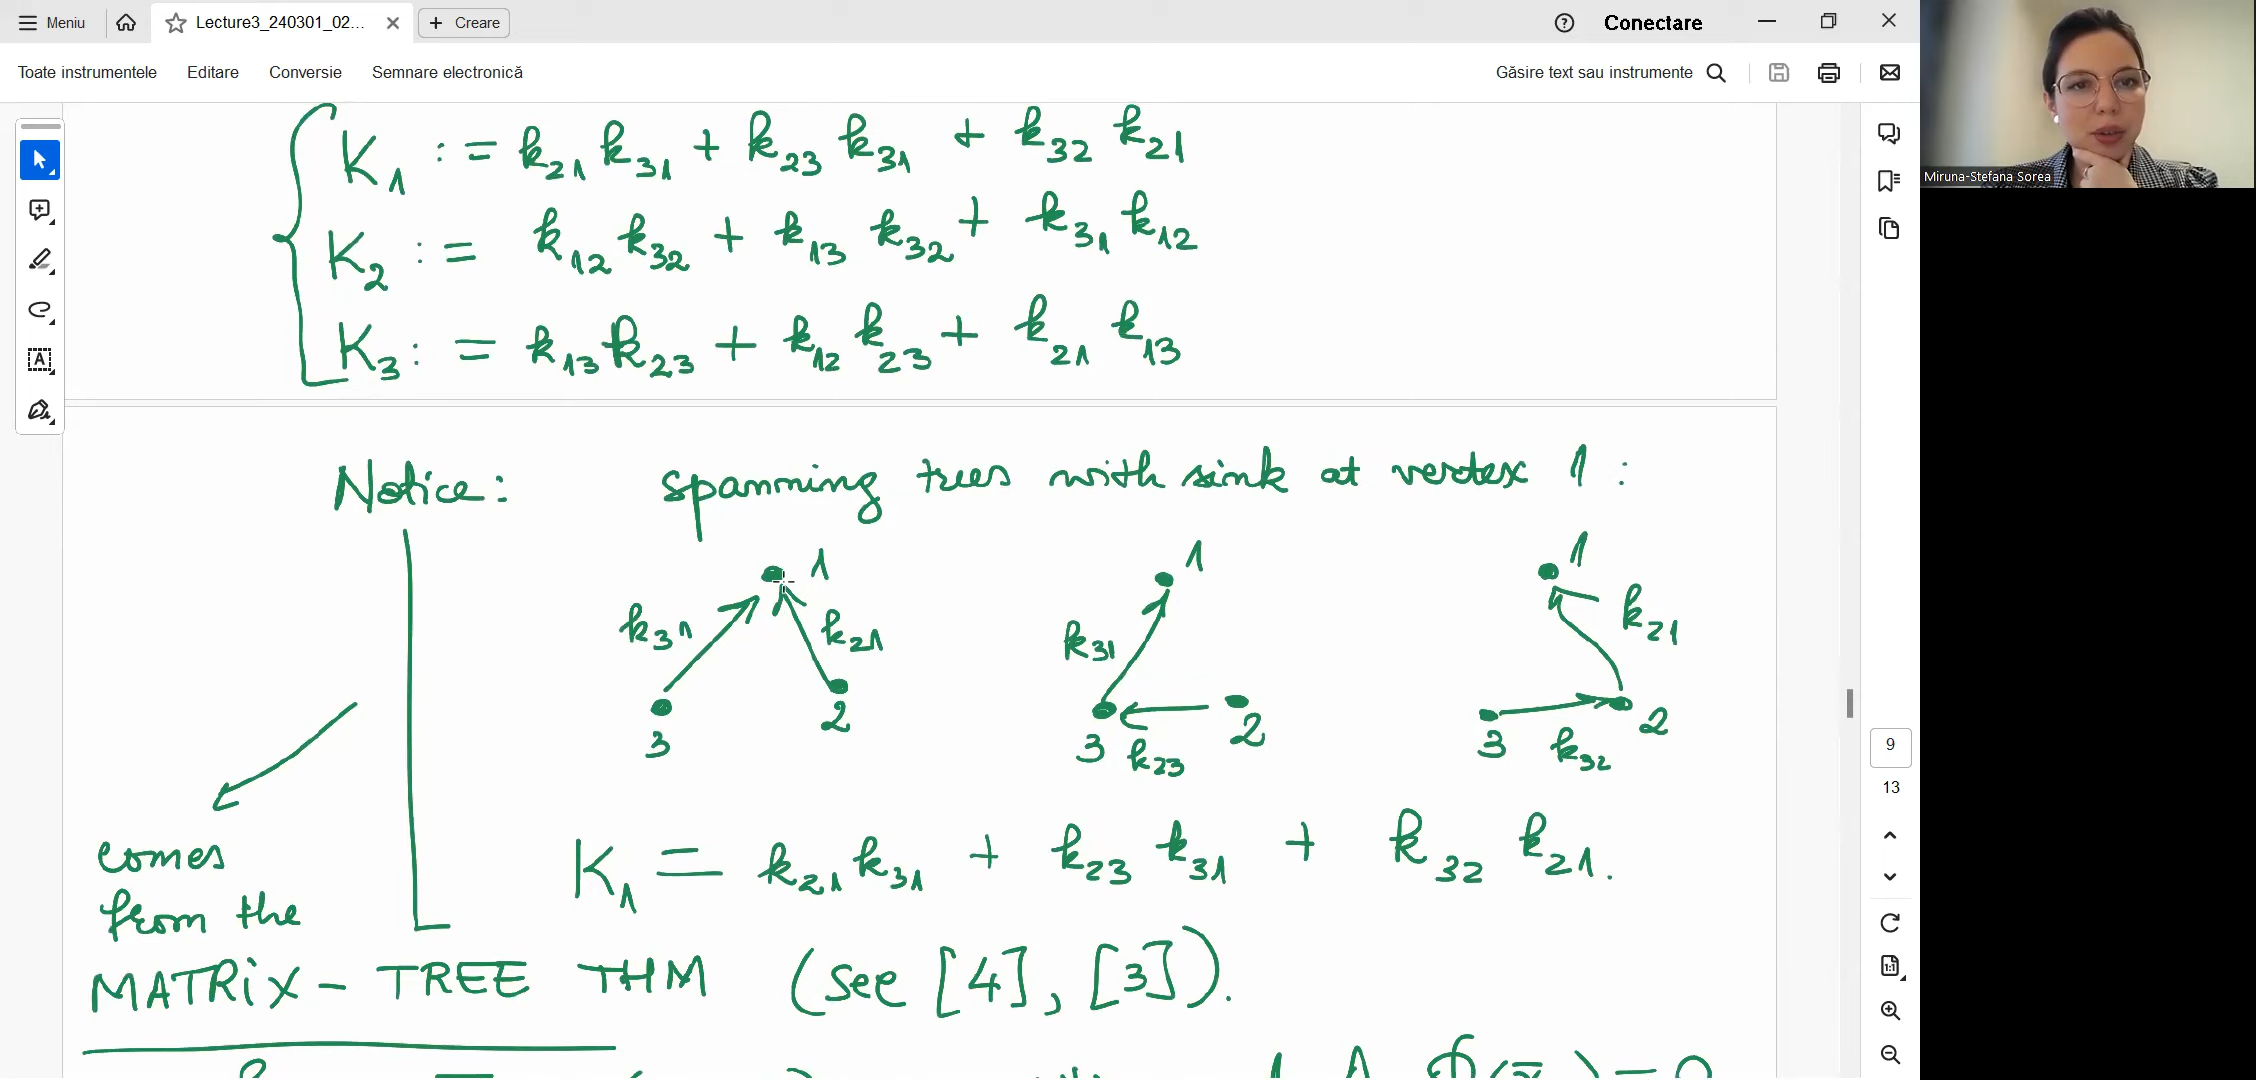 Meniu Lecture3_240301_02... Creare Conectare
Toate instrumentele Editare Conversie Semnare electronică Găsire text sau instrumente
Miruna-Stefana Sorea
K₁ := k₂₁ k₃₁ + k₂₃ k₃₁ + k₃₂ k₂₁
K₂ := k₁₂ k₃₂ + k₁₃ k₃₂ + k₃₁ k₁₂
K₃ := k₁₃ k₂₃ + k₁₂ k₂₃ + k₂₁ k₁₃
Notice: spanning trees with sink at vertex 1 :
1 1 1
k₃₁ k₂₁ k₃₁ k₂₁
3 2 3 k₂₃ 2 3 k₃₂ 2
9
13
K₁ = k₂₁ k₃₁ + k₂₃ k₃₁ + k₃₂ k₂₁.
comes
from the
MATRiX - TREE THM (see [4], [3]).